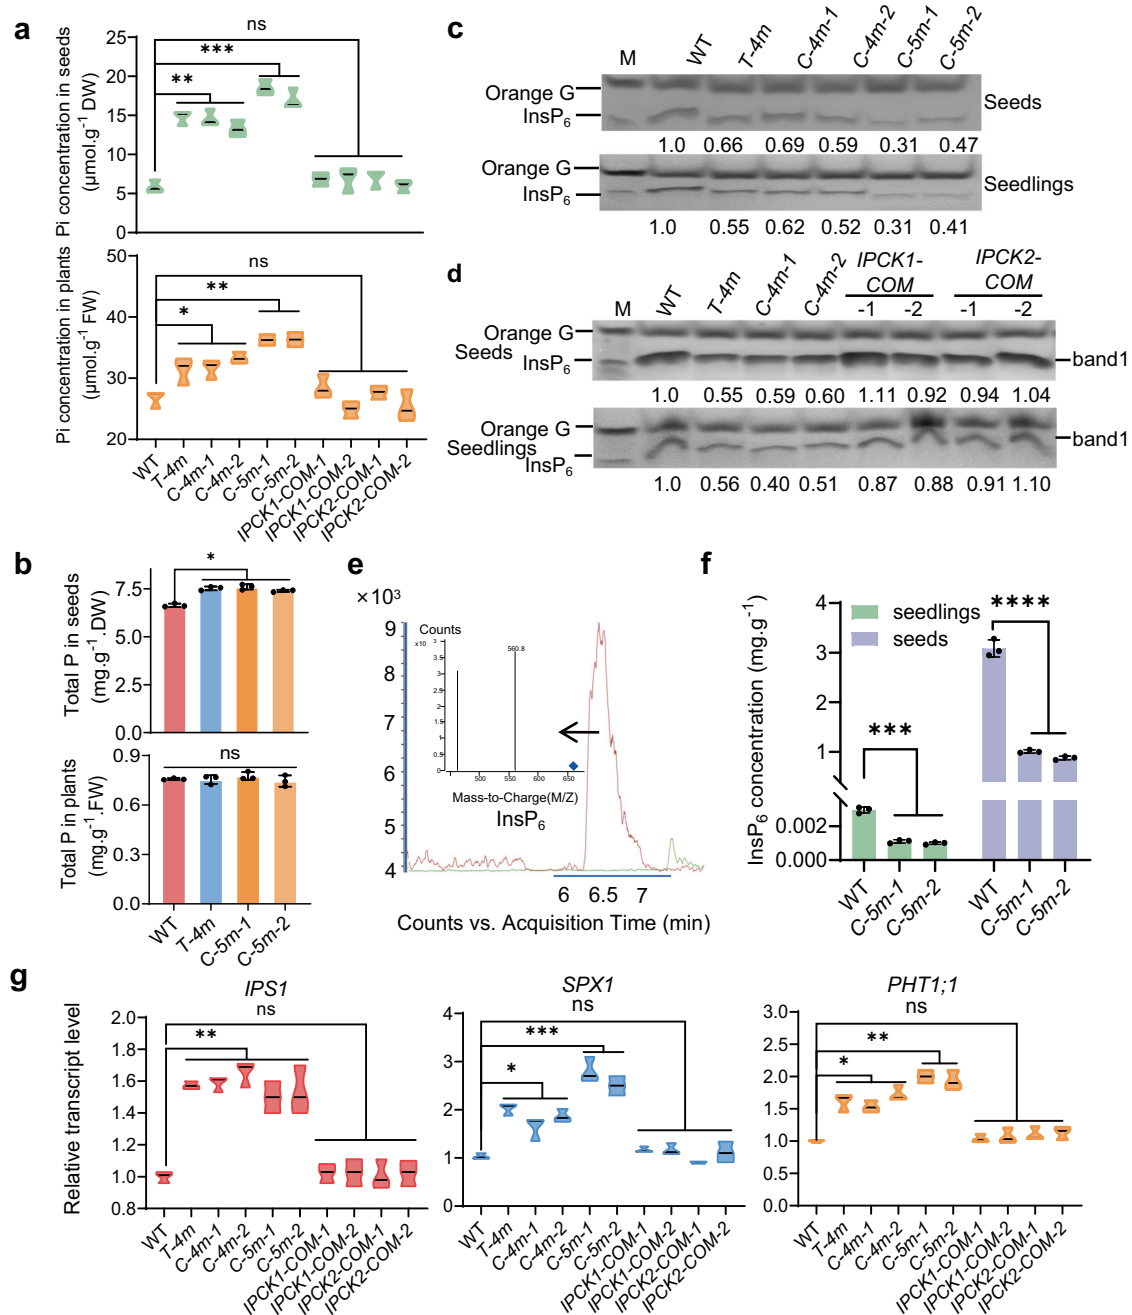 a
Pi concentration in seeds
(μmol.g⁻¹ DW)
25
20
15
10
5
0
ns
***
**
Pi concentration in plants
(μmol.g⁻¹ FW)
50
40
30
20
ns
**
*
WT
T-4m
C-4m-1
C-4m-2
C-5m-1
C-5m-2
IPCK1-COM-1
IPCK1-COM-2
IPCK2-COM-1
IPCK2-COM-2
b
Total P in seeds
(mg.g⁻¹.DW)
7.5
5.0
2.5
0.0
*
Total P in plants
(mg.g⁻¹.FW)
0.9
0.6
0.3
0.0
ns
WT
T-4m
C-5m-1
C-5m-2
c
M
WT
T-4m
C-4m-1
C-4m-2
C-5m-1
C-5m-2
Orange G
InsP₆
Seeds
1.0 0.66 0.69 0.59 0.31 0.47
Orange G
InsP₆
Seedlings
1.0 0.55 0.62 0.52 0.31 0.41
d
M
WT
T-4m
C-4m-1
C-4m-2
IPCK1-
COM
-1 -2
IPCK2-
COM
-1 -2
Orange G
Seeds
InsP₆
band1
1.0 0.55 0.59 0.60 1.11 0.92 0.94 1.04
Orange G
Seedlings
InsP₆
band1
1.0 0.56 0.40 0.51 0.87 0.88 0.91 1.10
e
×10³
9
8
7
6
5
4
Counts
x10
3
3
2.5
2
1.5
1
0.5
0
560.8
500 550 600 650
Mass-to-Charge(M/Z)
InsP₆
6 6.5 7
Counts vs. Acquisition Time (min)
f
InsP₆ concentration (mg.g⁻¹)
4
3
2
1
0.002
0.000
seedlings
seeds
***
****
WT
C-5m-1
C-5m-2
WT
C-5m-1
C-5m-2
g
Relative transcript level
IPS1
ns
**
2.0
1.8
1.6
1.4
1.2
1.0
0.8
WT
T-4m
C-4m-1
C-4m-2
C-5m-1
C-5m-2
IPCK1-COM-1
IPCK1-COM-2
IPCK2-COM-1
IPCK2-COM-2
SPX1
ns
***
*
4
3
2
1
0
WT
T-4m
C-4m-1
C-4m-2
C-5m-1
C-5m-2
IPCK1-COM-1
IPCK1-COM-2
IPCK2-COM-1
IPCK2-COM-2
PHT1;1
ns
**
*
3.0
2.5
2.0
1.5
1.0
0.5
0.0
WT
T-4m
C-4m-1
C-4m-2
C-5m-1
C-5m-2
IPCK1-COM-1
IPCK1-COM-2
IPCK2-COM-1
IPCK2-COM-2